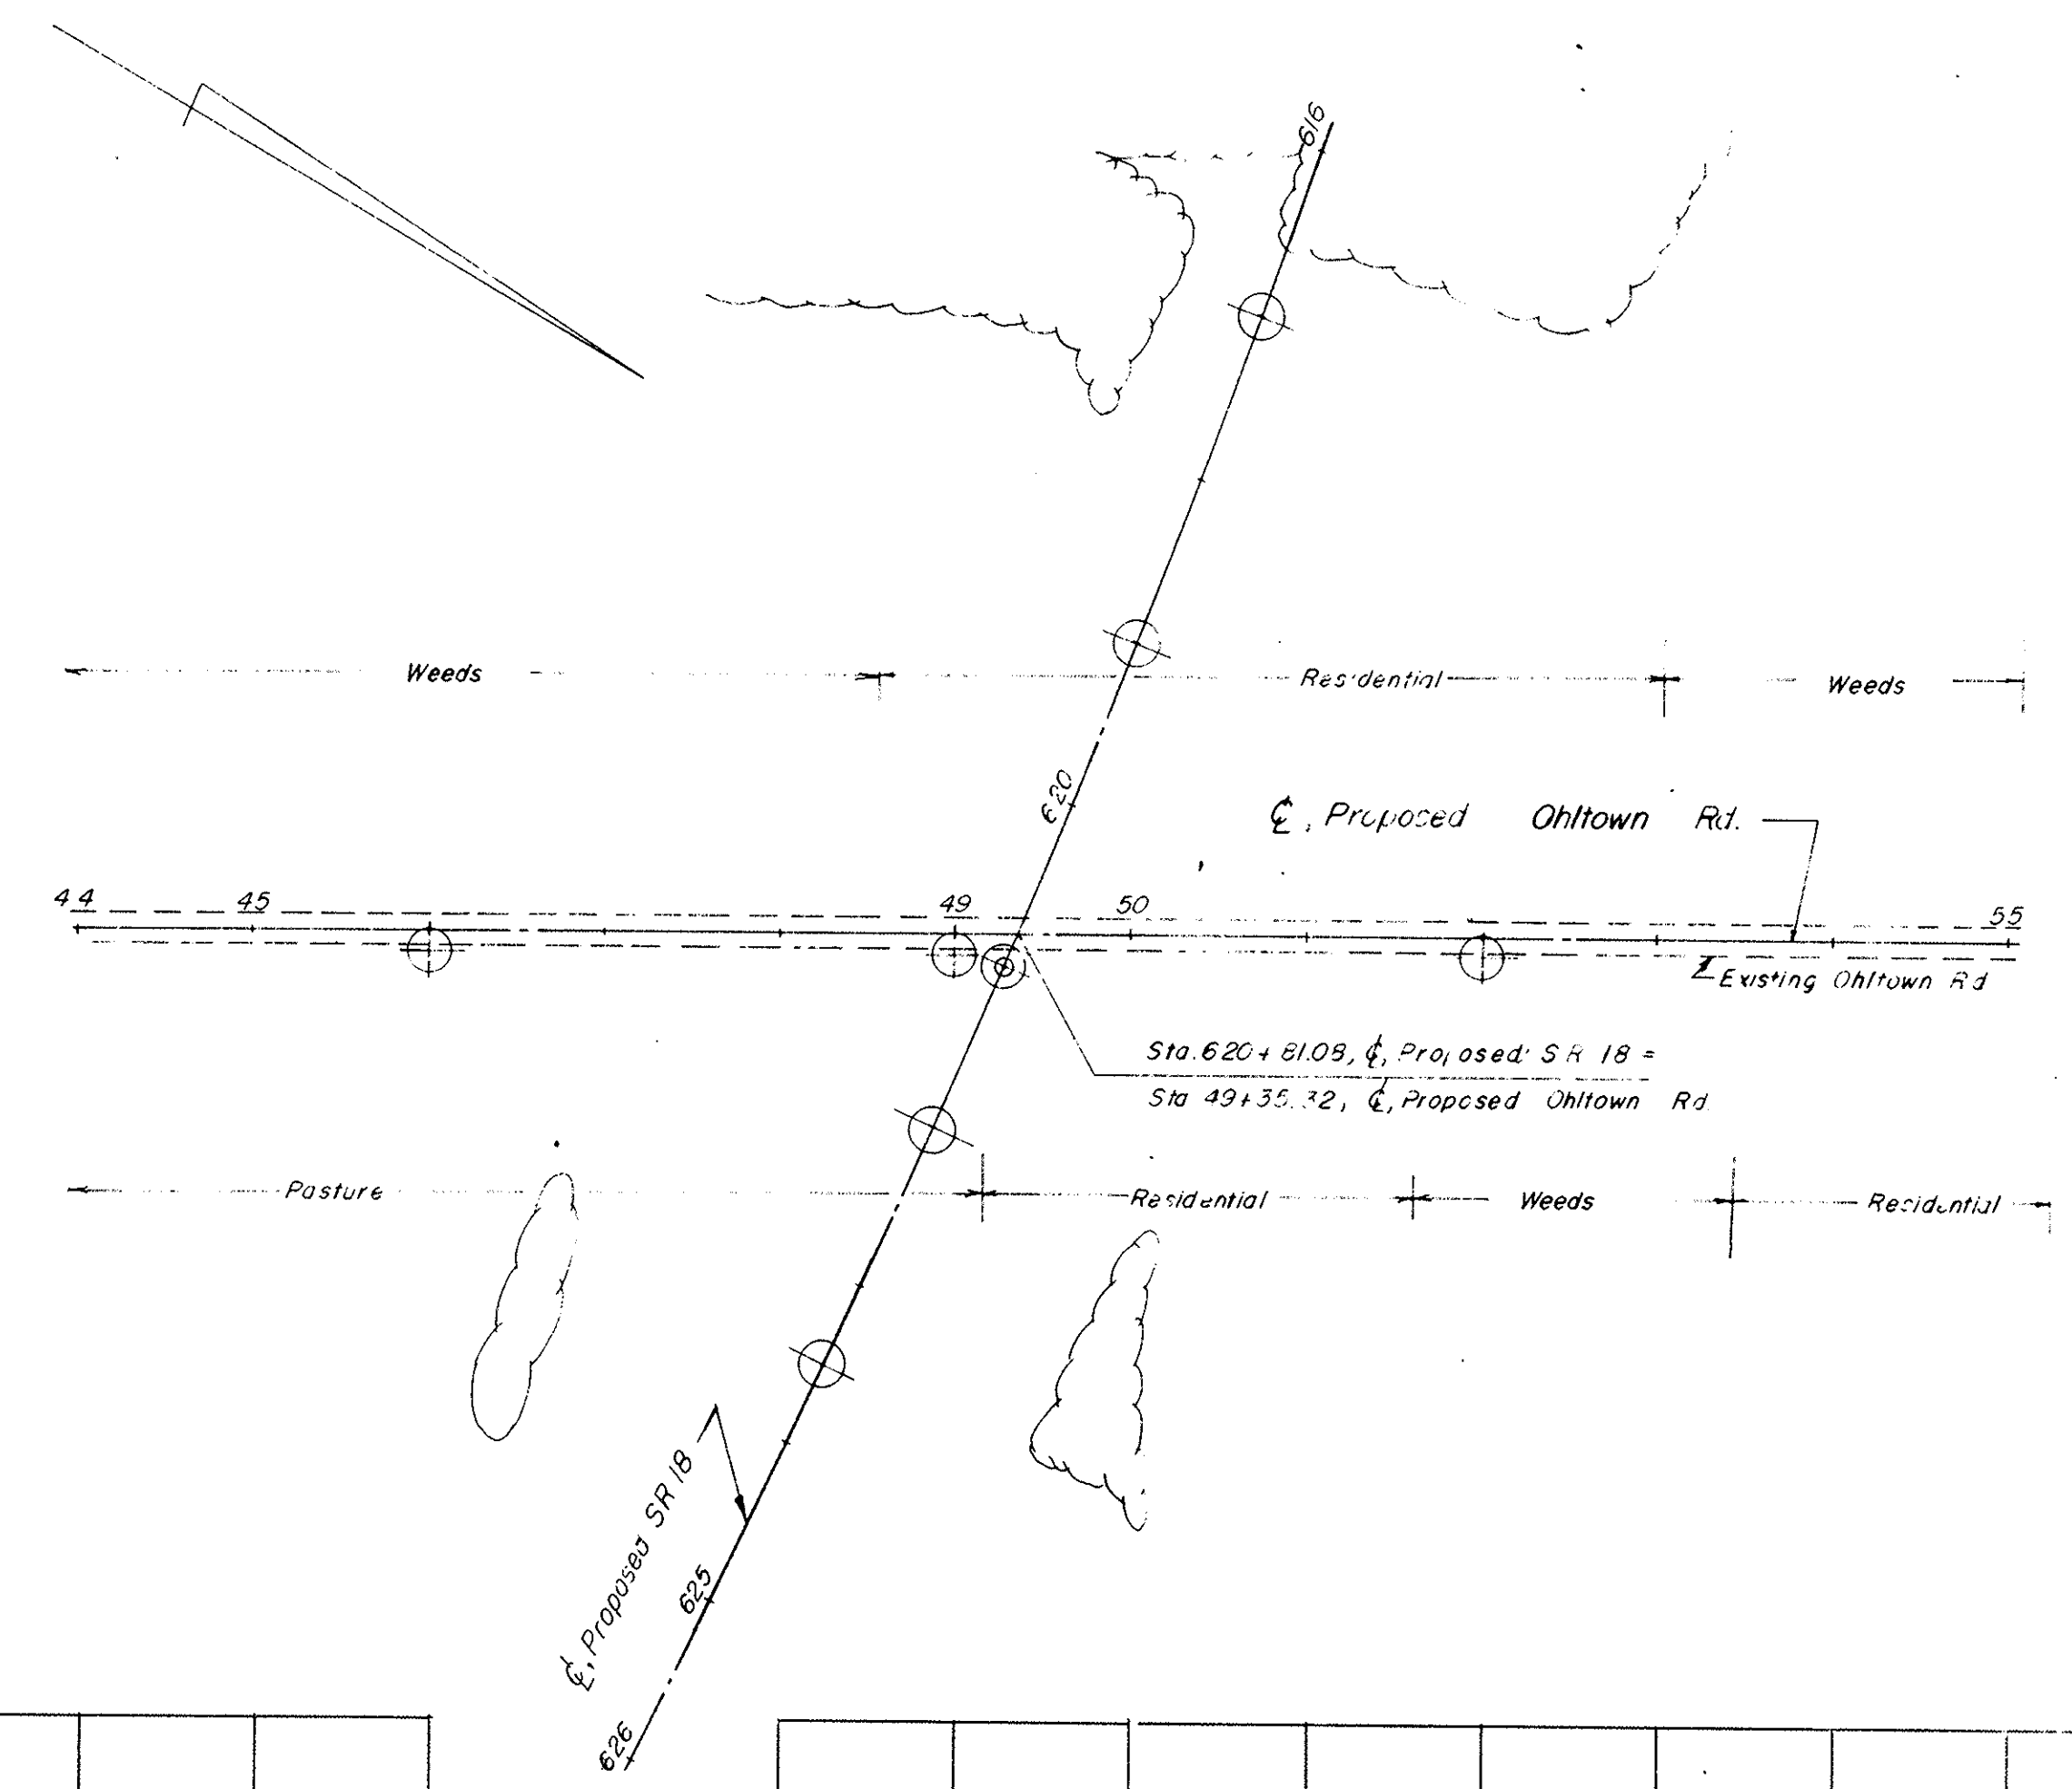 616
Weeds Residential Weeds
620
℄, Proposed Ohltown Rd.
44 45 49 50 55
Existing Ohltown Rd
Sta. 620+81.08, ℄, Proposed SR 18 =
Sta 49+35.32, ℄, Proposed Ohltown Rd.
Pasture Residential Weeds Residential
℄, Proposed SR 18
625
626